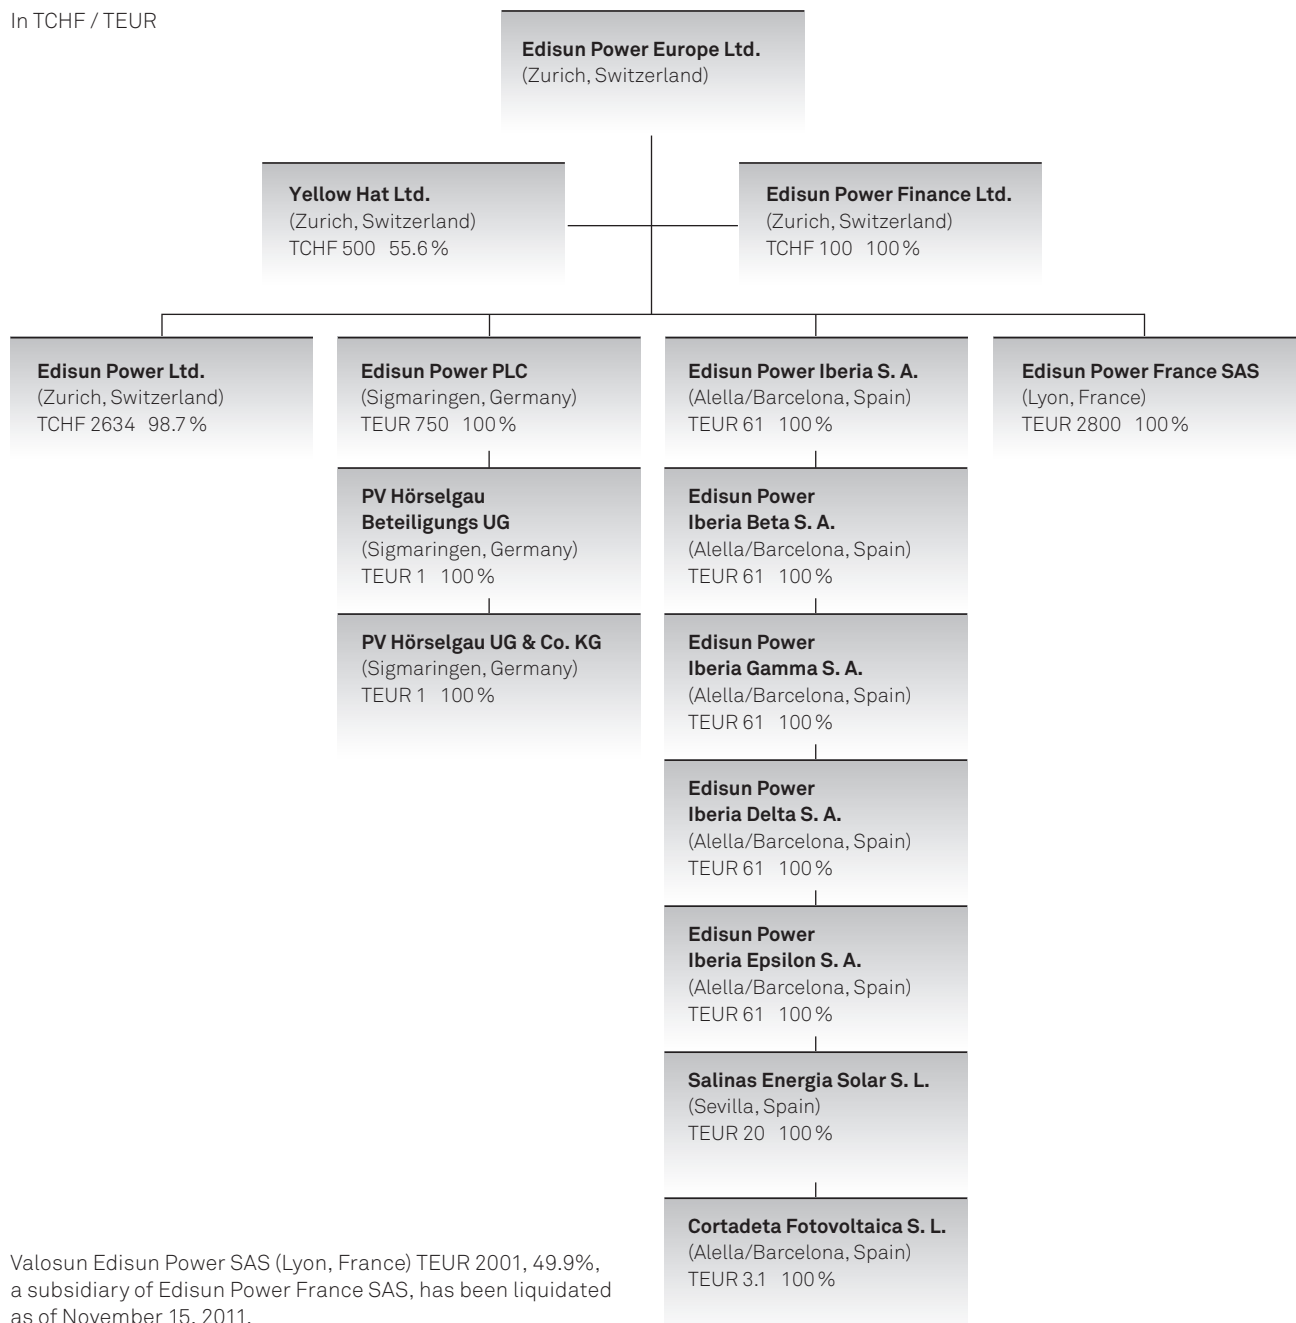 In TCHF / TEUR
Edisun Power Europe Ltd.
(Zurich, Switzerland)
Yellow Hat Ltd.
(Zurich, Switzerland)
TCHF 500 55.6 %
Edisun Power Finance Ltd.
(Zurich, Switzerland)
TCHF 100 100 %
Edisun Power Ltd.
(Zurich, Switzerland)
TCHF 2634 98.7 %
Edisun Power PLC
(Sigmaringen, Germany)
TEUR 750 100 %
Edisun Power Iberia S. A.
(Alella/Barcelona, Spain)
TEUR 61 100 %
Edisun Power France SAS
(Lyon, France)
TEUR 2800 100 %
PV Hörselgau
Beteiligungs UG
(Sigmaringen, Germany)
TEUR 1 100 %
Edisun Power
Iberia Beta S. A.
(Alella/Barcelona, Spain)
TEUR 61 100 %
PV Hörselgau UG & Co. KG
(Sigmaringen, Germany)
TEUR 1 100 %
Edisun Power
Iberia Gamma S. A.
(Alella/Barcelona, Spain)
TEUR 61 100 %
Edisun Power
Iberia Delta S. A.
(Alella/Barcelona, Spain)
TEUR 61 100 %
Edisun Power
Iberia Epsilon S. A.
(Alella/Barcelona, Spain)
TEUR 61 100 %
Salinas Energia Solar S. L.
(Sevilla, Spain)
TEUR 20 100 %
Cortadeta Fotovoltaica S. L.
(Alella/Barcelona, Spain)
TEUR 3.1 100 %
Valosun Edisun Power SAS (Lyon, France) TEUR 2001, 49.9%,
a subsidiary of Edisun Power France SAS, has been liquidated
as of November 15, 2011.